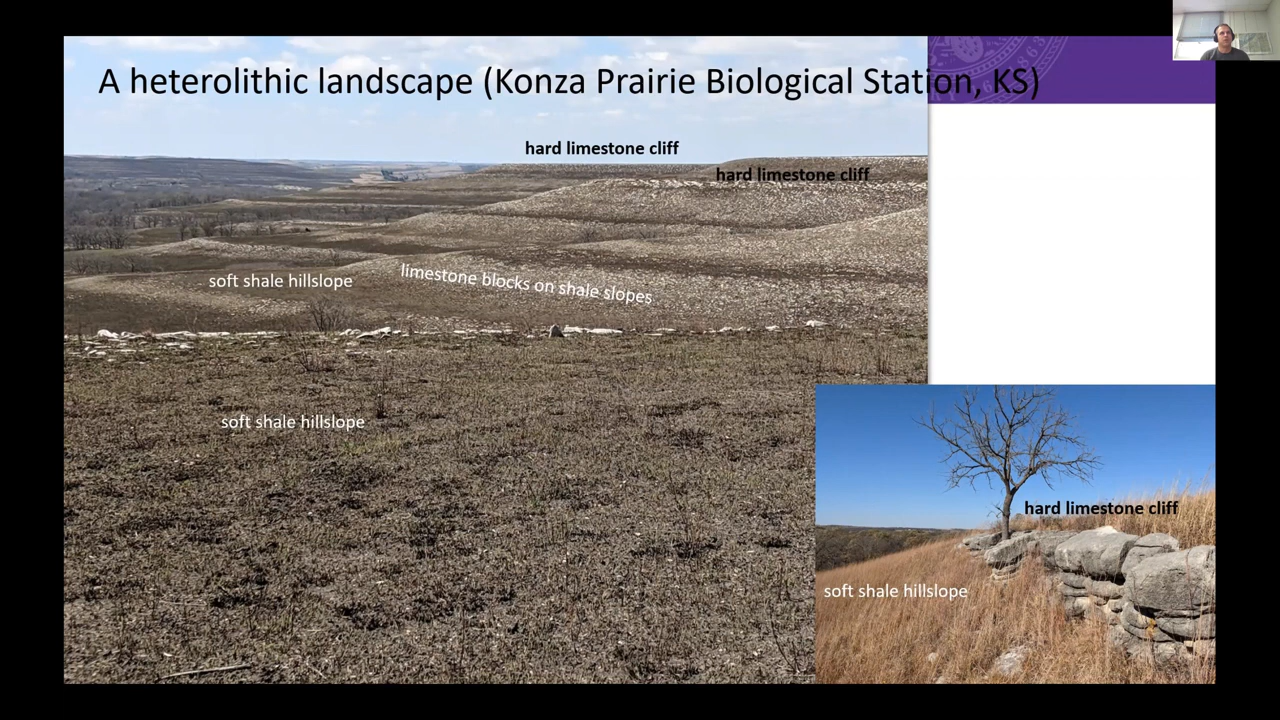 A heterolithic landscape (Konza Prairie Biological Station, KS)
hard limestone cliff
hard limestone cliff
soft shale hillslope
limestone blocks on shale slopes
soft shale hillslope
hard limestone cliff
soft shale hillslope